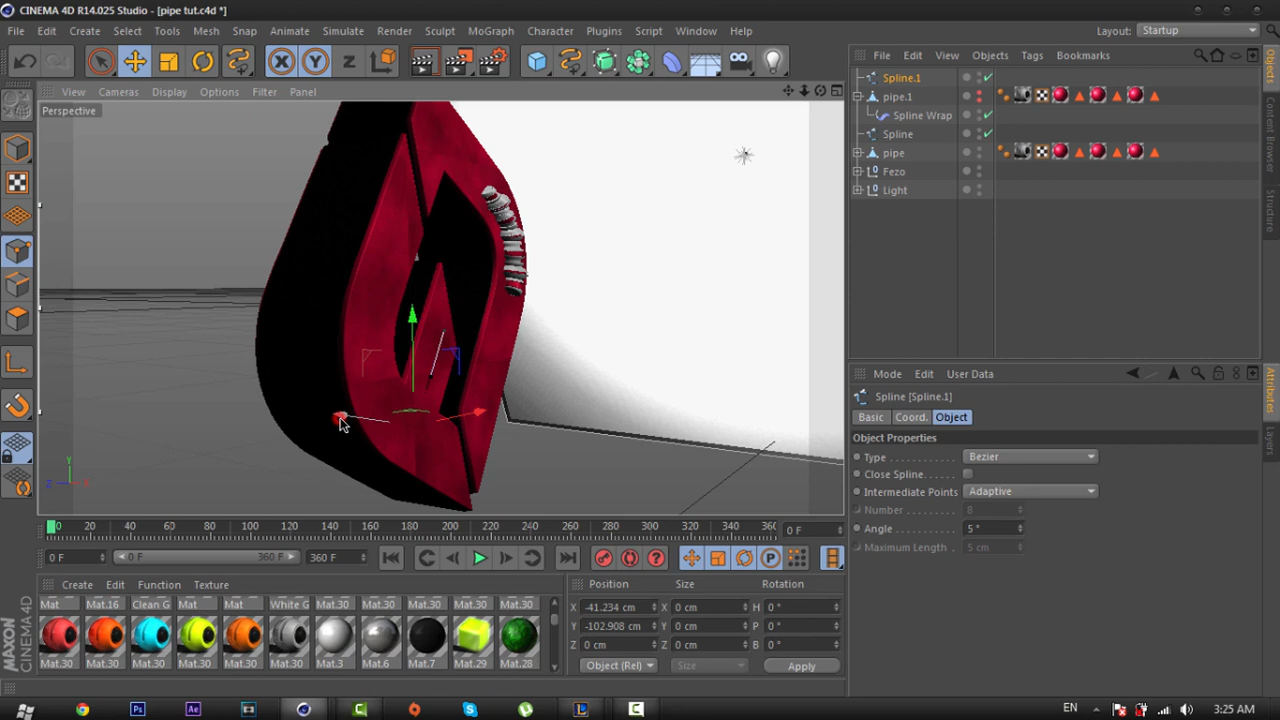 CINEMA 4D R14.025 Studio - [pipe tut.c4d *]
File Edit Create Select Tools Mesh Snap Animate Simulate Render Sculpt MoGraph Character Plugins Script Window Help
Layout: Startup
X Y Z
File Edit View Objects Tags Bookmarks
View Cameras Display Options Filter Panel
Perspective
Spline.1
pipe.1
Spline Wrap
Spline
pipe
Fezo
Light
Objects
Content Browser
Structure
Mode Edit User Data
Spline [Spline.1]
Basic Coord. Object
Object Properties
Type Bezier
Close Spline
Intermediate Points Adaptive
Number 8
Angle 5 °
Maximum Length 5 cm
Attributes
Layers
Y
Z X
0 20 40 60 80 100 120 140 160 180 200 220 240 260 280 300 320 340 36 0 F
0 F 0 F 360 F 360 F
Create Edit Function Texture
Mat Mat.16 Clean G Mat Mat White G Mat.30 Mat.30 Mat.30 Mat.30 Mat.30
Mat.30 Mat.30 Mat.30 Mat.30 Mat.30 Mat.30 Mat.3 Mat.6 Mat.7 Mat.29 Mat.28
Position Size Rotation
X -41.234 cm X 0 cm H 0 °
Y -102.908 cm Y 0 cm P 0 °
Z 0 cm Z 0 cm B 0 °
Object (Rel) Size Apply
MAXON CINEMA 4D
Ps Ae
EN 3:25 AM